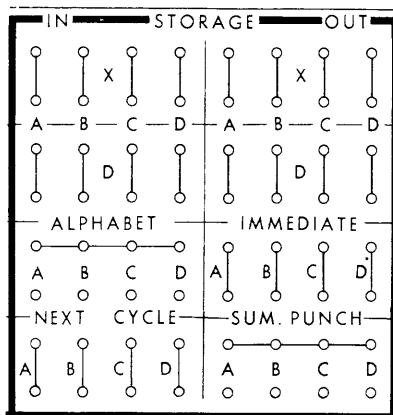 IN STORAGE OUT
X X
A B C D A B C D
D D
ALPHABET IMMEDIATE
A B C D A B C D
NEXT CYCLE SUM. PUNCH
A B C D A B C D